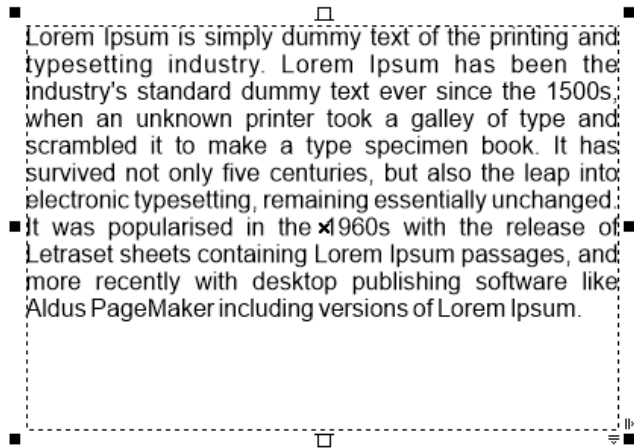 Lorem Ipsum is simply dummy text of the printing and
typesetting industry. Lorem Ipsum has been the
industry's standard dummy text ever since the 1500s,
when an unknown printer took a galley of type and
scrambled it to make a type specimen book. It has
survived not only five centuries, but also the leap into
electronic typesetting, remaining essentially unchanged.
It was popularised in the 1960s with the release of
Letraset sheets containing Lorem Ipsum passages, and
more recently with desktop publishing software like
Aldus PageMaker including versions of Lorem Ipsum.